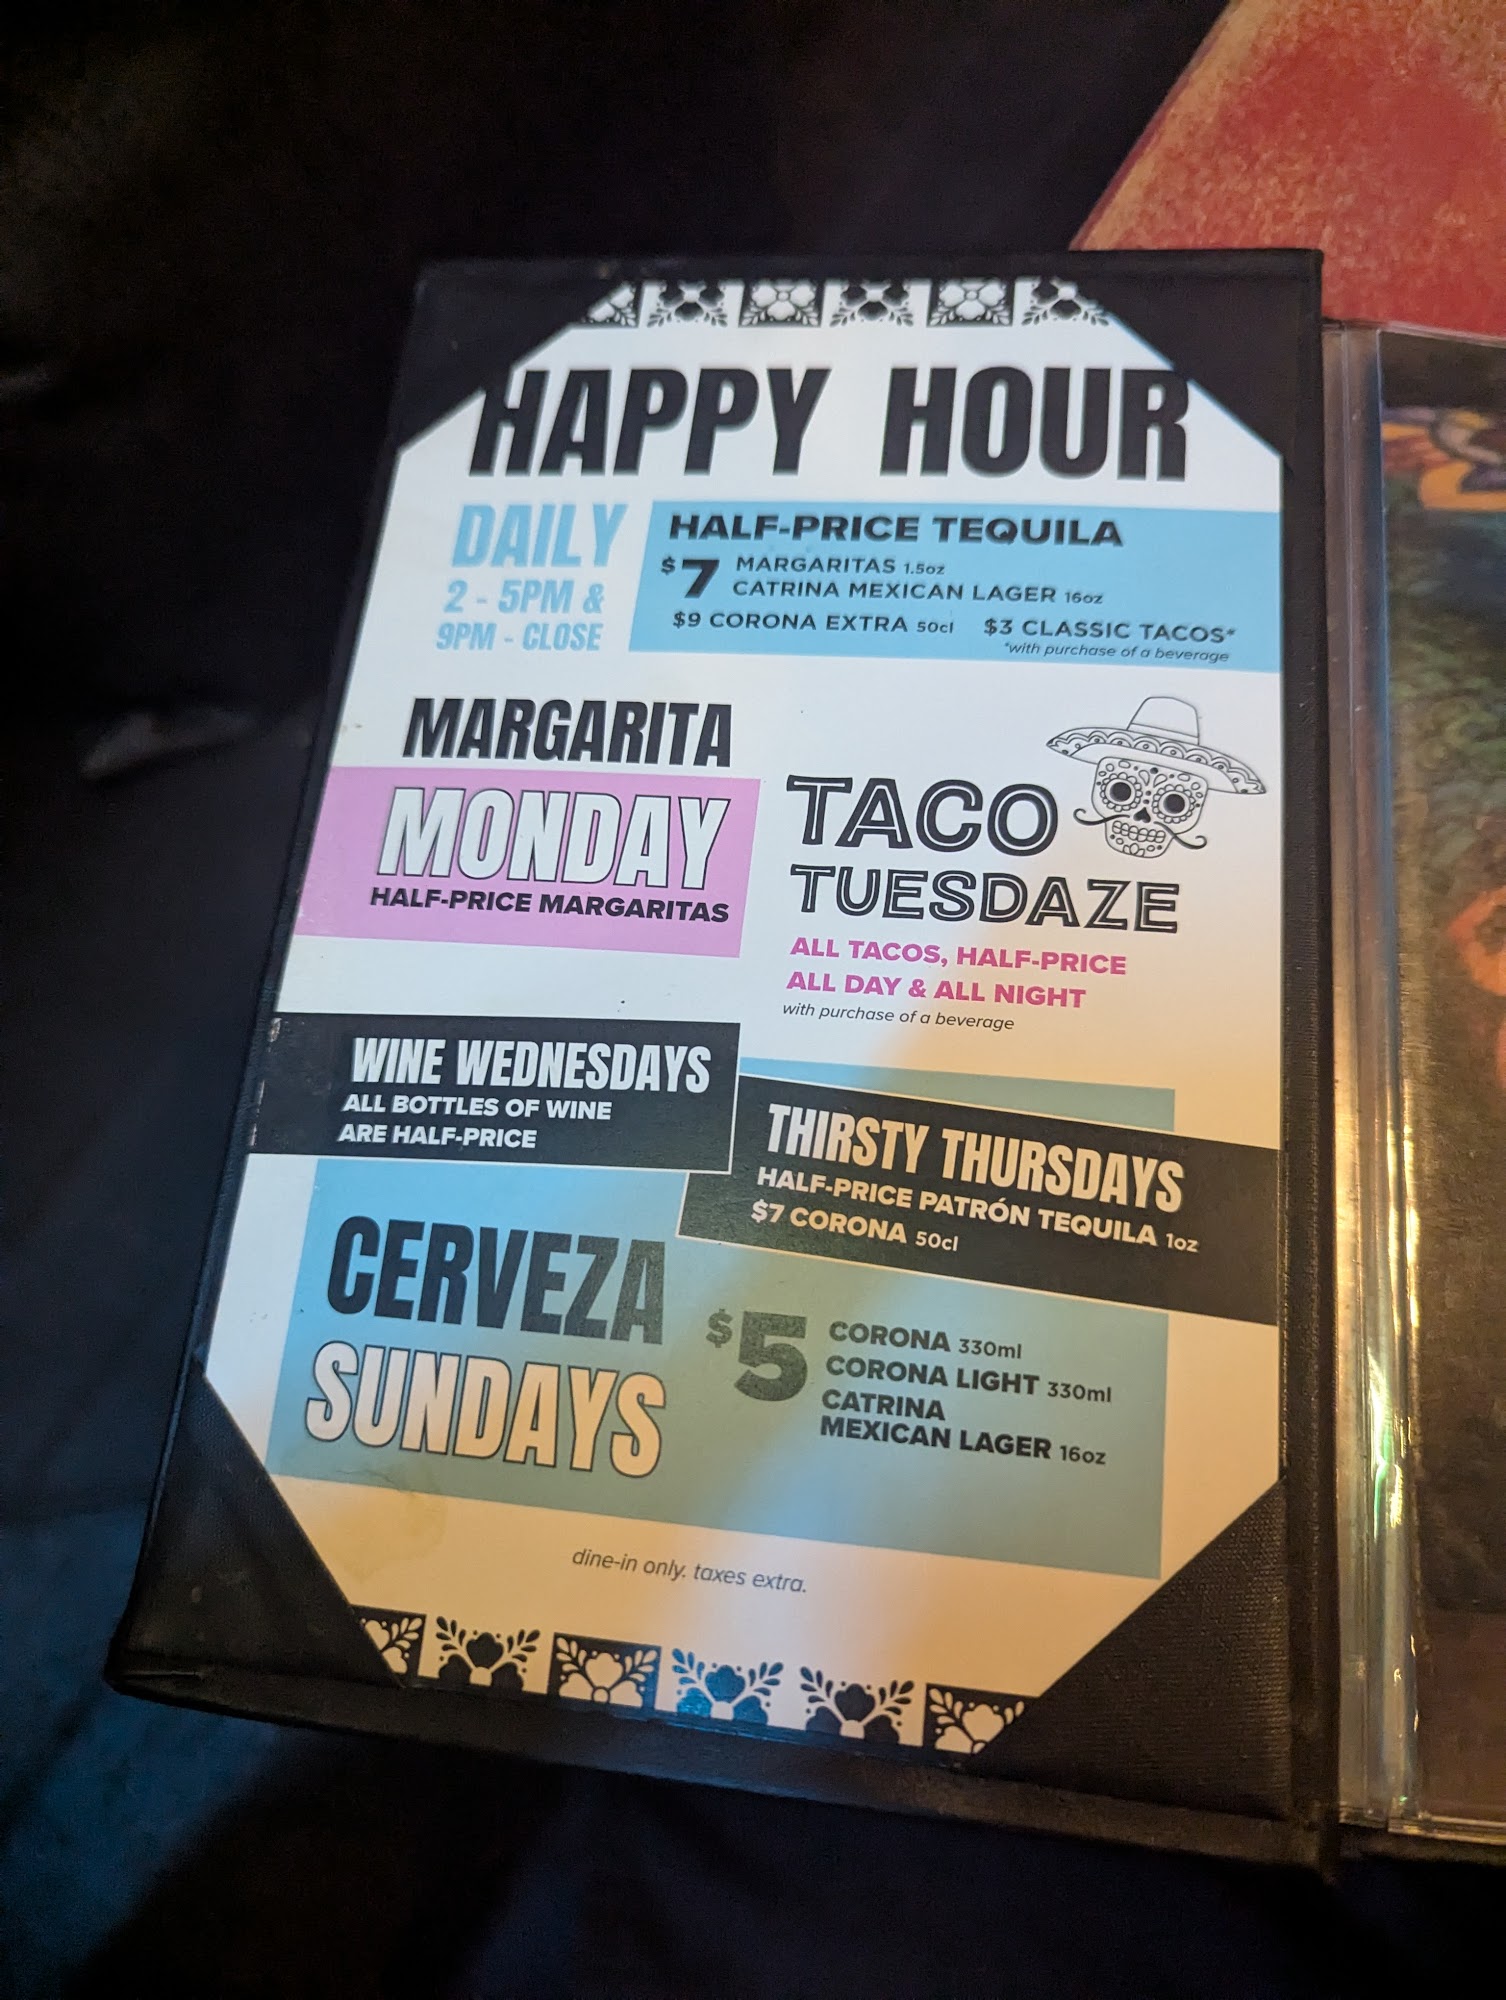 HAPPY HOUR
DAILY
2 - 5PM &
9PM - CLOSE
HALF-PRICE TEQUILA
$7 MARGARITAS 1.5oz
CATRINA MEXICAN LAGER 16oz
$9 CORONA EXTRA 50cl $3 CLASSIC TACOS*
*with purchase of a beverage
MARGARITA
MONDAY
HALF-PRICE MARGARITAS
TACO
TUESDAZE
ALL TACOS, HALF-PRICE
ALL DAY & ALL NIGHT
with purchase of a beverage
WINE WEDNESDAYS
ALL BOTTLES OF WINE
ARE HALF-PRICE
THIRSTY THURSDAYS
HALF-PRICE PATRÓN TEQUILA 1oz
$7 CORONA 50cl
CERVEZA
SUNDAYS
$5 CORONA 330ml
CORONA LIGHT 330ml
CATRINA
MEXICAN LAGER 16oz
dine-in only. taxes extra.